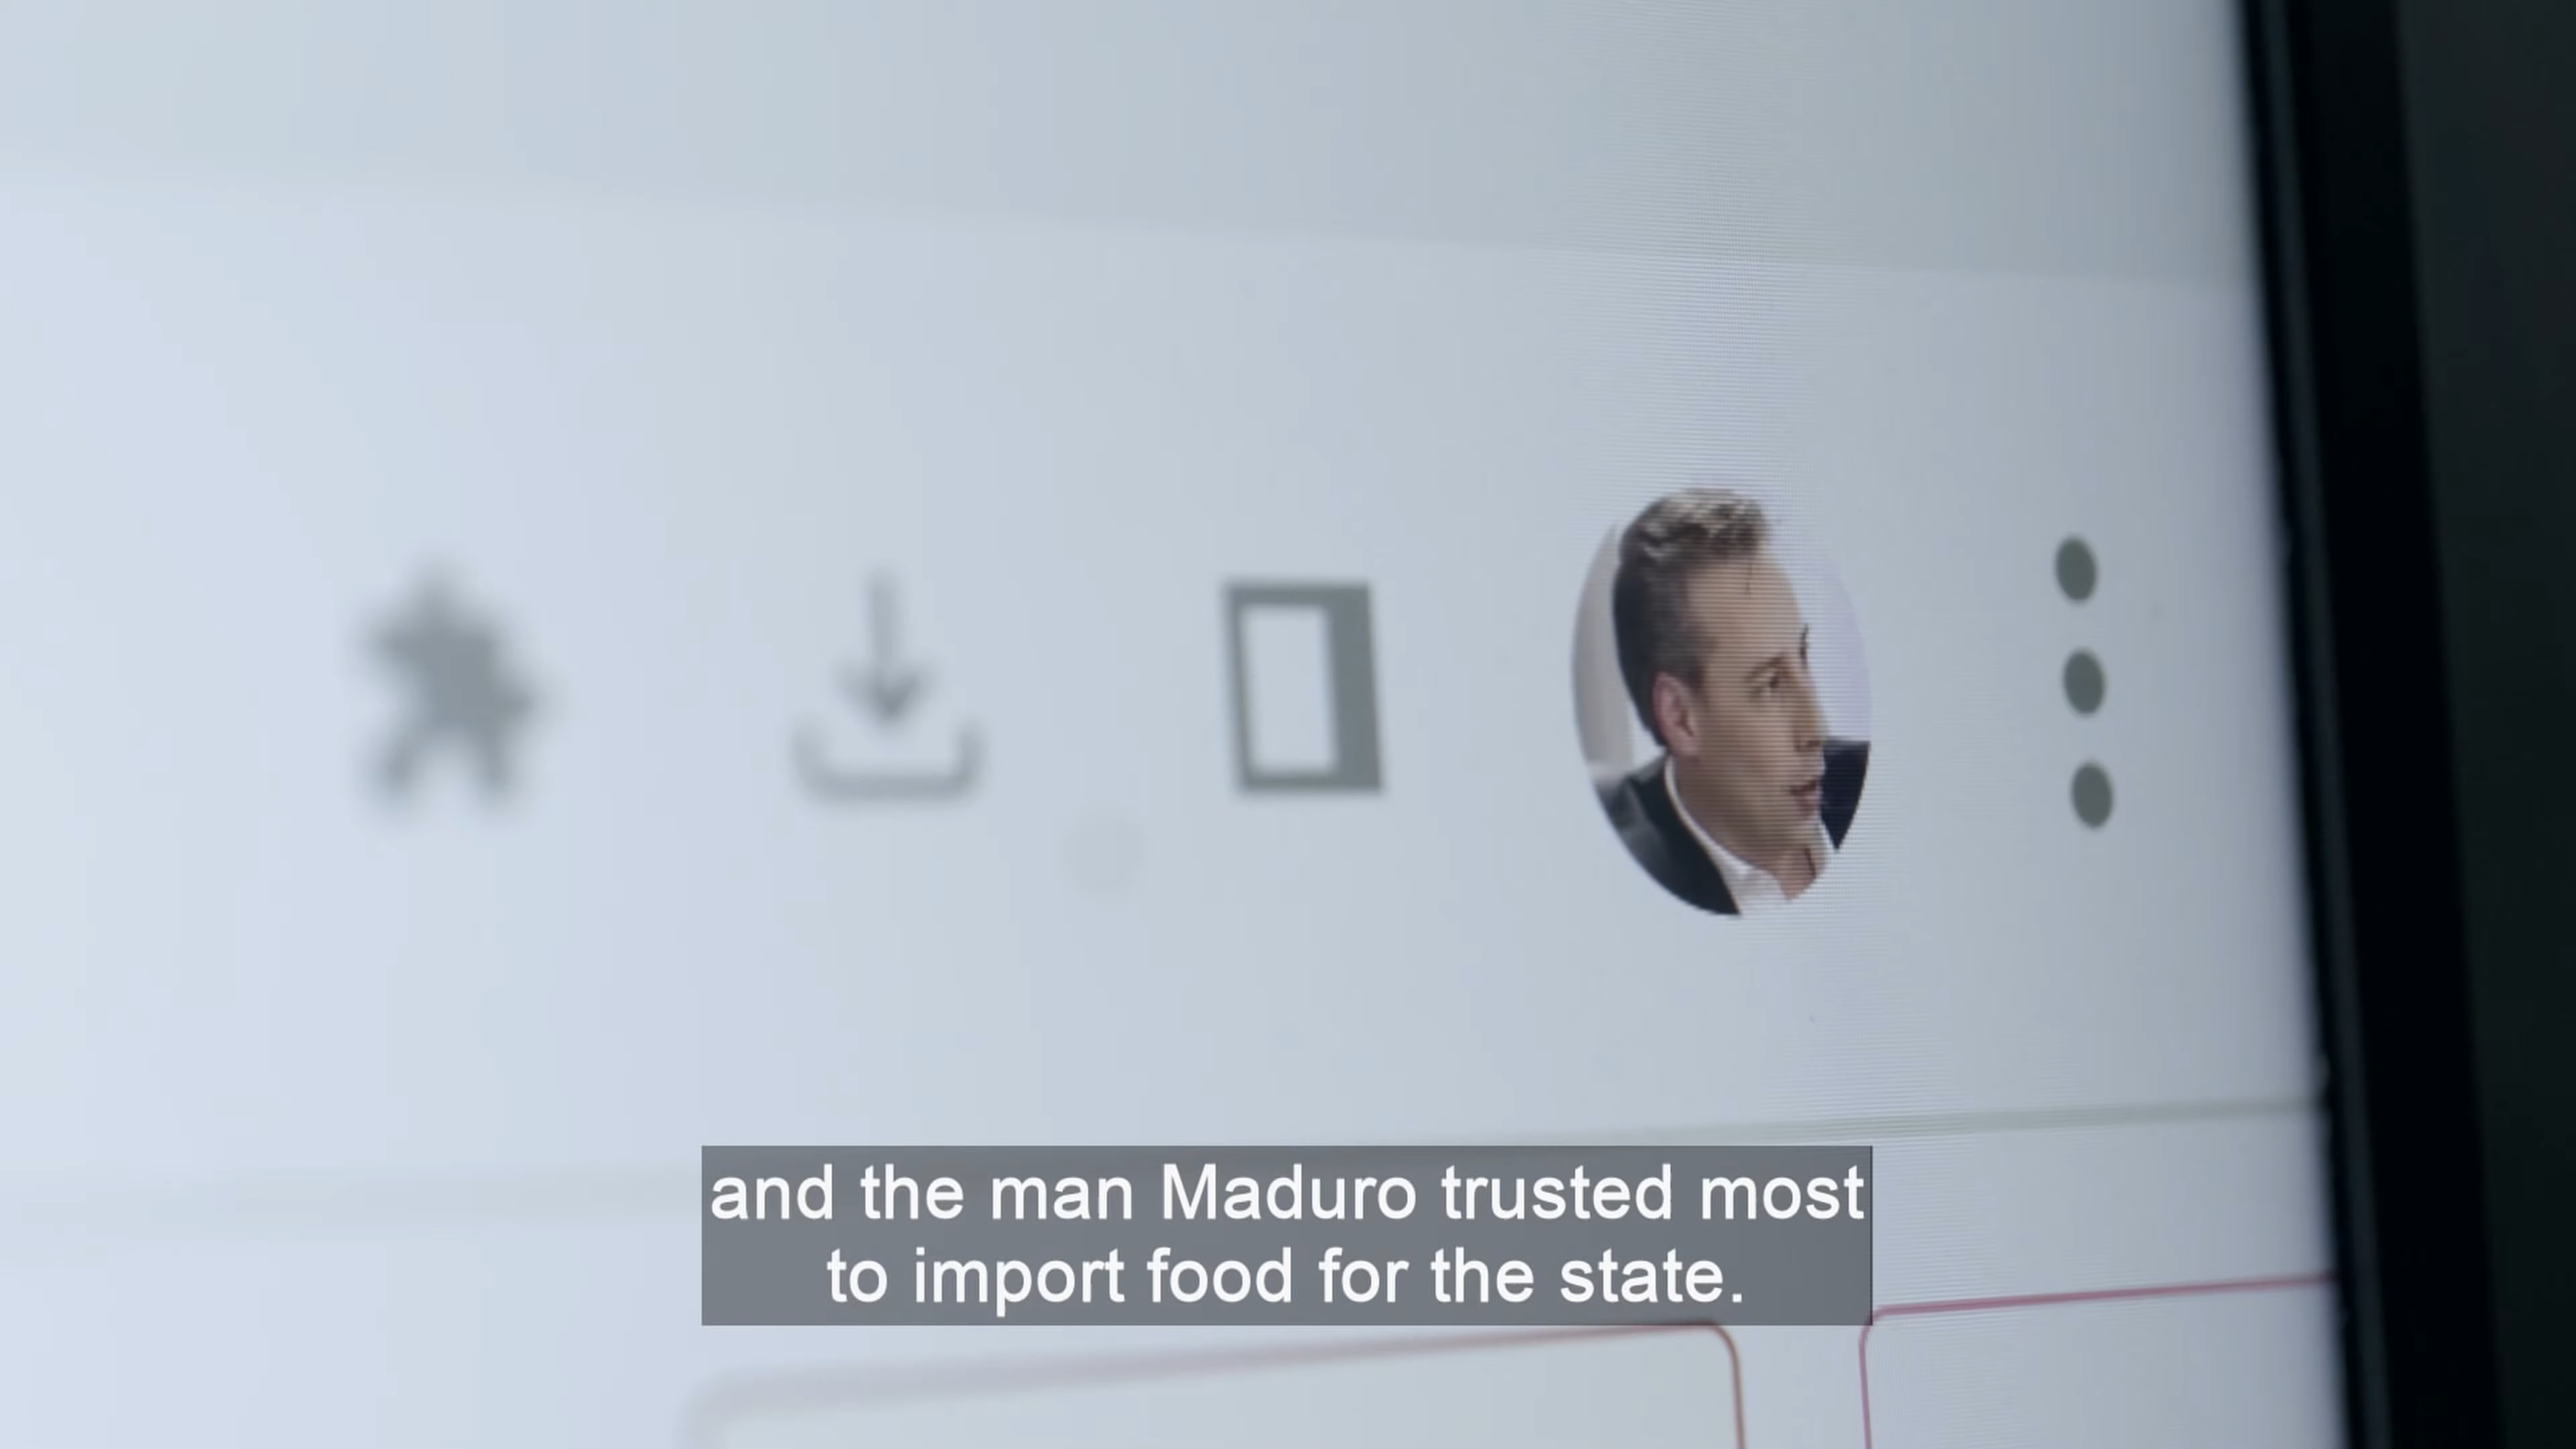 and the man Maduro trusted most
to import food for the state.